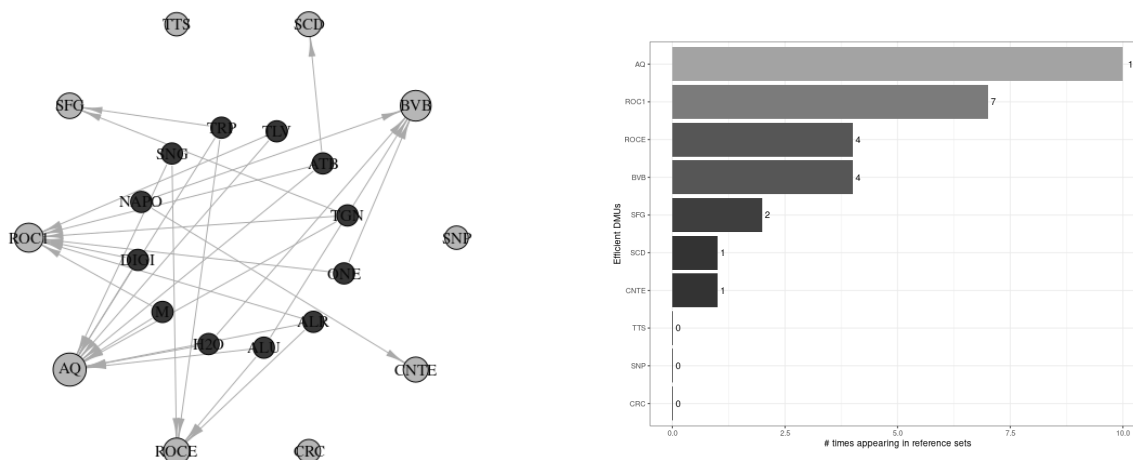 TTS
SCD
SFG
BVB
TRP
TLV
SNG
ATB
NAPO
TGN
ROC1
SNP
DIGI
ONE
M
ALR
H2O
ALU
AQ
CNTE
ROCE
CRC
Efficient DMUs
AQ 1
ROC1 7
ROCE 4
BVB 4
SFG 2
SCD 1
CNTE 1
TTS 0
SNP 0
CRC 0
0.0 2.5 5.0 7.5 10.0
# times appearing in reference sets